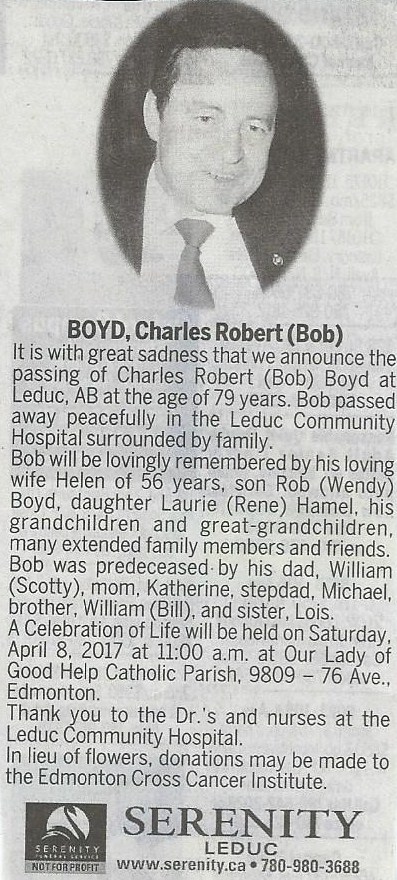 BOYD, Charles Robert (Bob)
It is with great sadness that we announce the
passing of Charles Robert (Bob) Boyd at
Leduc, AB at the age of 79 years. Bob passed
away peacefully in the Leduc Community
Hospital surrounded by family.
Bob will be lovingly remembered by his loving
wife Helen of 56 years, son Rob (Wendy)
Boyd, daughter Laurie (Rene) Hamel, his
grandchildren and great-grandchildren,
many extended family members and friends.
Bob was predeceased by his dad, William
(Scotty), mom, Katherine, stepdad, Michael,
brother, William (Bill), and sister, Lois.
A Celebration of Life will be held on Saturday,
April 8, 2017 at 11:00 a.m. at Our Lady of
Good Help Catholic Parish, 9809 – 76 Ave.,
Edmonton.
Thank you to the Dr.'s and nurses at the
Leduc Community Hospital.
In lieu of flowers, donations may be made to
the Edmonton Cross Cancer Institute.
SERENITY
FUNERAL SERVICE
NOT FOR PROFIT
SERENITY
LEDUC
www.serenity.ca • 780-980-3688